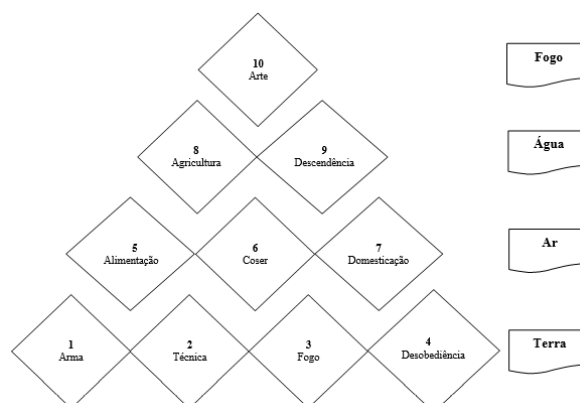 10
Arte
Fogo
8
Agricultura
9
Descendência
Água
5
Alimentação
6
Coser
7
Domesticação
Ar
1
Arma
2
Técnica
3
Fogo
4
Desobediência
Terra